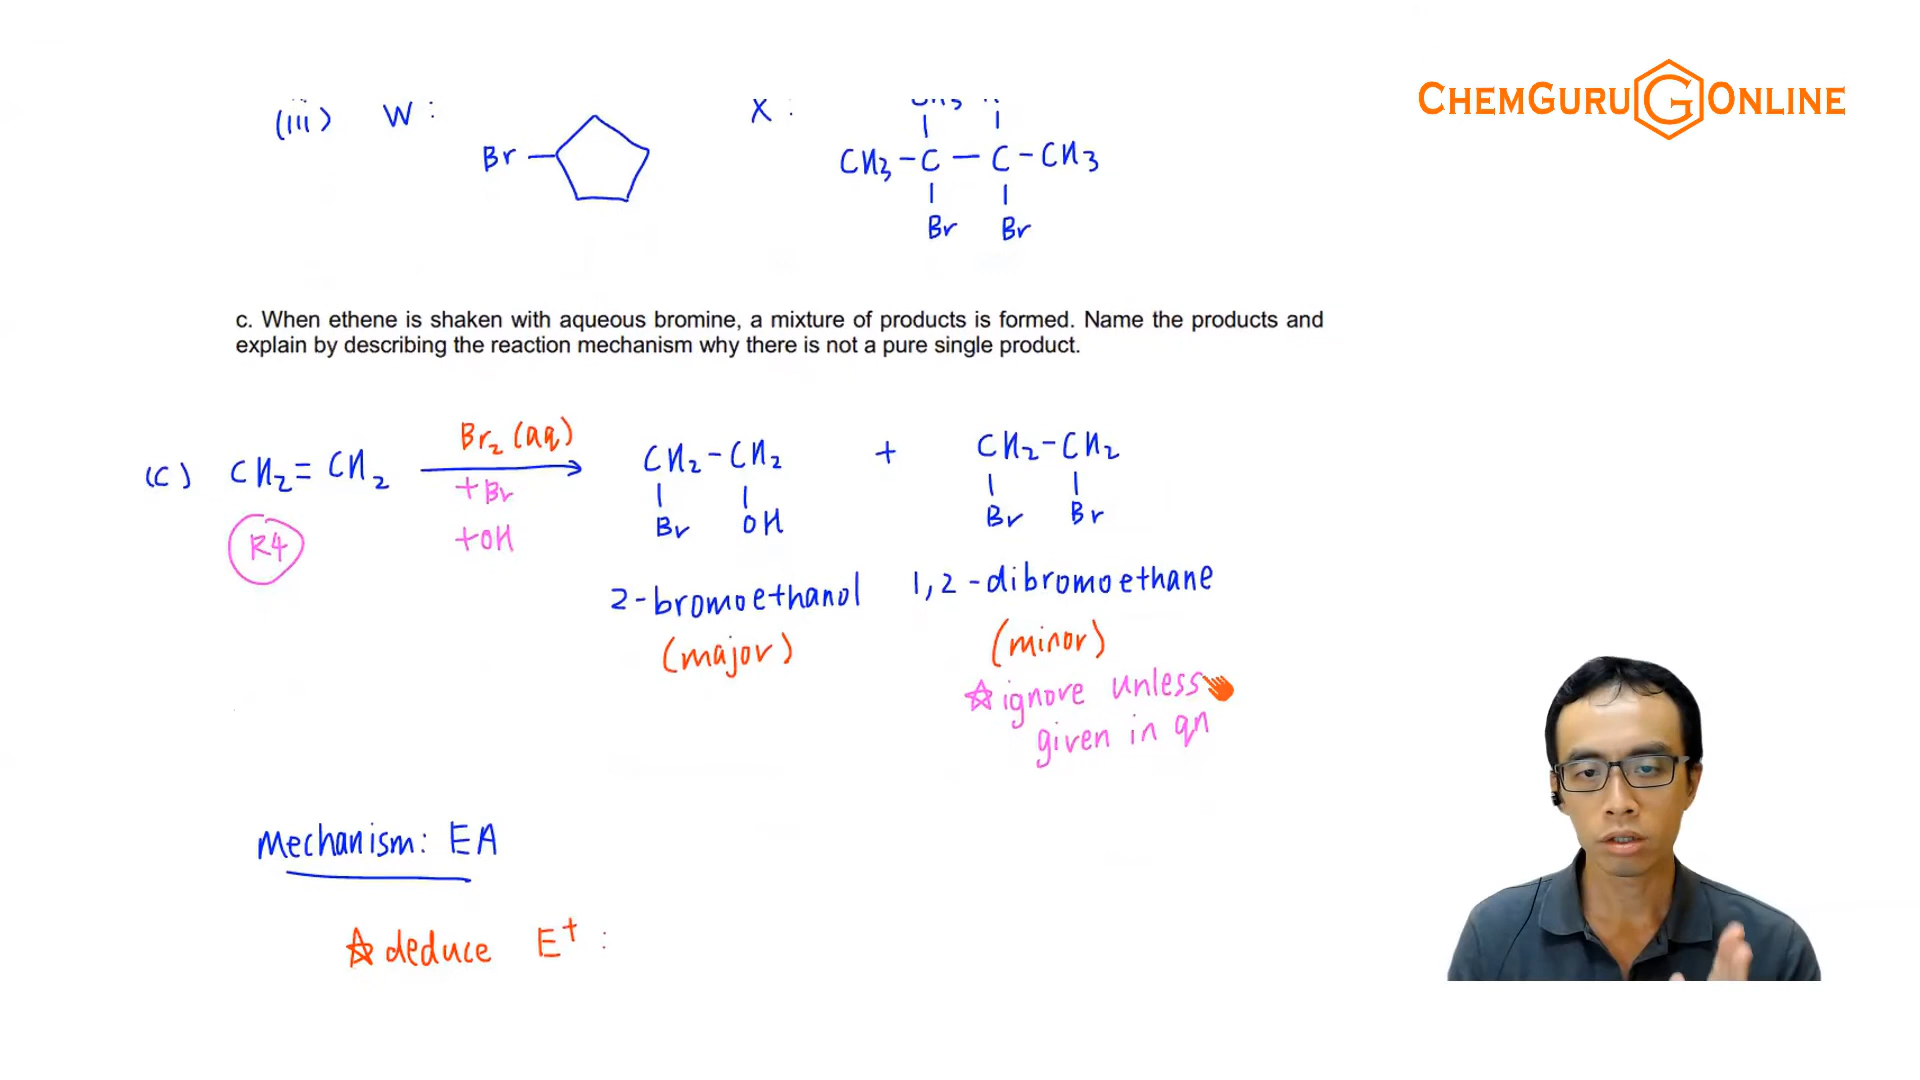 CHEMGURU G ONLINE
(iii) W : X :
Br
CH3 - C — C - CH3
Br Br
c. When ethene is shaken with aqueous bromine, a mixture of products is formed. Name the products and
explain by describing the reaction mechanism why there is not a pure single product.
(c) CH2 = CH2 Br2 (aq) CH2 - CH2 + CH2 - CH2
+Br
+OH
R4
Br OH Br Br
2-bromoethanol 1,2-dibromoethane
(major) (minor)
☆ ignore unless
given in qn
Mechanism: EA
☆ deduce E+ :